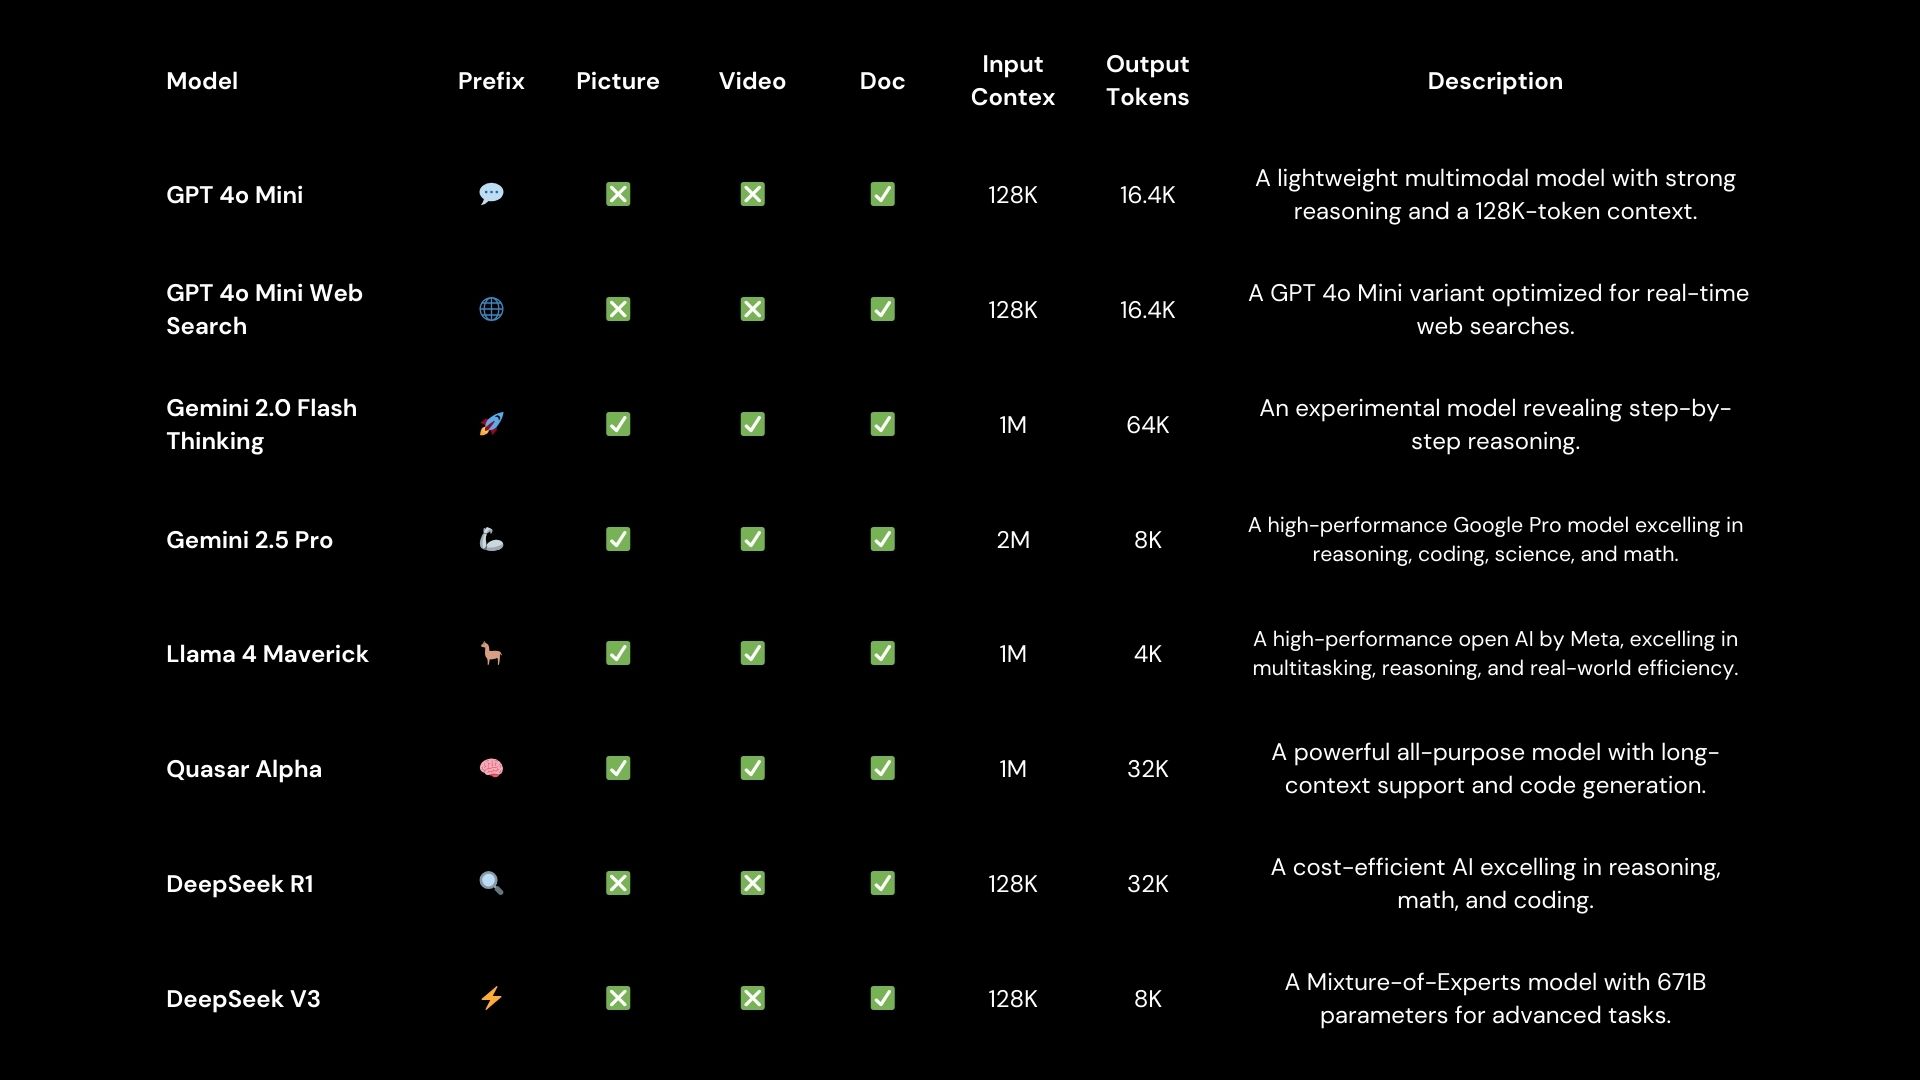 Model Prefix Picture Video Doc Input Contex Output Tokens Description
GPT 4o Mini 💬 ❎ ❎ ✅ 128K 16.4K A lightweight multimodal model with strong
reasoning and a 128K-token context.
GPT 4o Mini Web
Search 🌐 ❎ ❎ ✅ 128K 16.4K A GPT 4o Mini variant optimized for real-time
web searches.
Gemini 2.0 Flash
Thinking 🚀 ✅ ✅ ✅ 1M 64K An experimental model revealing step-by-
step reasoning.
Gemini 2.5 Pro 🦾 ✅ ✅ ✅ 2M 8K A high-performance Google Pro model excelling in
reasoning, coding, science, and math.
Llama 4 Maverick 🦙 ✅ ✅ ✅ 1M 4K A high-performance open AI by Meta, excelling in
multitasking, reasoning, and real-world efficiency.
Quasar Alpha 🧠 ✅ ✅ ✅ 1M 32K A powerful all-purpose model with long-
context support and code generation.
DeepSeek R1 🔍 ❎ ❎ ✅ 128K 32K A cost-efficient AI excelling in reasoning,
math, and coding.
DeepSeek V3 ⚡ ❎ ❎ ✅ 128K 8K A Mixture-of-Experts model with 671B
parameters for advanced tasks.